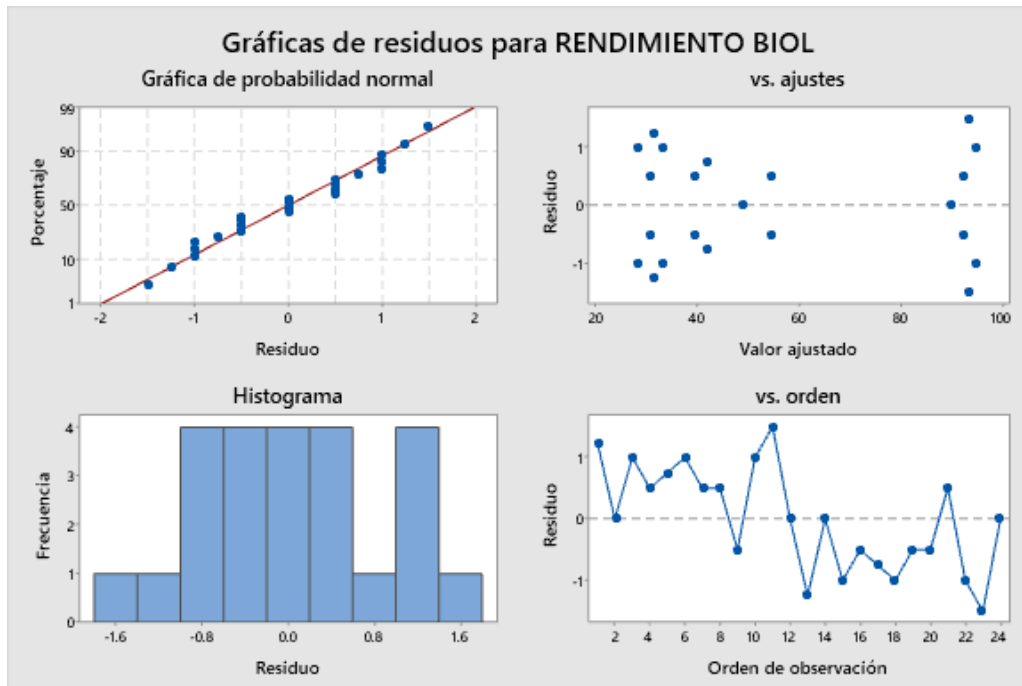 Gráficas de residuos para RENDIMIENTO BIOL
Gráfica de probabilidad normal
99
90
50
10
1
Porcentaje
-2 -1 0 1 2
Residuo
vs. ajustes
1
0
-1
Residuo
20 40 60 80 100
Valor ajustado
Histograma
4
3
2
1
0
Frecuencia
-1.6 -0.8 0.0 0.8 1.6
Residuo
vs. orden
1
0
-1
Residuo
2 4 6 8 10 12 14 16 18 20 22 24
Orden de observación